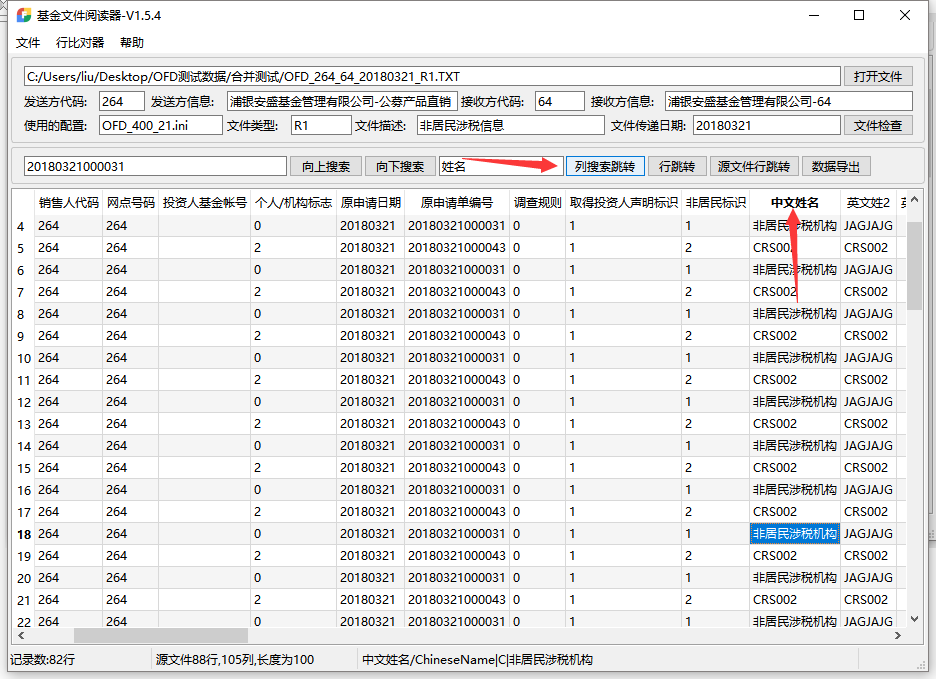 基金文件阅读器-V1.5.4
文件 行比对器 帮助
C:/Users/liu/Desktop/OFD测试数据/合并测试/OFD_264_64_20180321_R1.TXT 打开文件
发送方代码: 264 发送方信息: 浦银安盛基金管理有限公司-公募产品直销 接收方代码: 64 接收方信息: 浦银安盛基金管理有限公司-64
使用的配置: OFD_400_21.ini 文件类型: R1 文件描述: 非居民涉税信息 文件传递日期: 20180321 文件检查
20180321000031 向上搜索 向下搜索 姓名 列搜索跳转 行跳转 源文件行跳转 数据导出
销售人代码 网点号码 投资人基金帐号 个人/机构标志 原申请日期 原申请单编号 调查规则 取得投资人声明标识 非居民标识 中文姓名 英文姓2
4 264 264 0 20180321 20180321000031 0 1 1 非居民涉税机构 JAGJAJG
5 264 264 2 20180321 20180321000043 0 1 2 CRS002 CRS002
6 264 264 0 20180321 20180321000031 0 1 1 非居民涉税机构 JAGJAJG
7 264 264 2 20180321 20180321000043 0 1 2 CRS002 CRS002
8 264 264 0 20180321 20180321000031 0 1 1 非居民涉税机构 JAGJAJG
9 264 264 2 20180321 20180321000043 0 1 2 CRS002 CRS002
10 264 264 0 20180321 20180321000031 0 1 1 非居民涉税机构 JAGJAJG
11 264 264 2 20180321 20180321000043 0 1 2 CRS002 CRS002
12 264 264 0 20180321 20180321000031 0 1 1 非居民涉税机构 JAGJAJG
13 264 264 2 20180321 20180321000043 0 1 2 CRS002 CRS002
14 264 264 0 20180321 20180321000031 0 1 1 非居民涉税机构 JAGJAJG
15 264 264 2 20180321 20180321000043 0 1 2 CRS002 CRS002
16 264 264 0 20180321 20180321000031 0 1 1 非居民涉税机构 JAGJAJG
17 264 264 2 20180321 20180321000043 0 1 2 CRS002 CRS002
18 264 264 0 20180321 20180321000031 0 1 1 非居民涉税机构 JAGJAJG
19 264 264 2 20180321 20180321000043 0 1 2 CRS002 CRS002
20 264 264 0 20180321 20180321000031 0 1 1 非居民涉税机构 JAGJAJG
21 264 264 2 20180321 20180321000043 0 1 2 CRS002 CRS002
22 264 264 0 20180321 20180321000031 0 1 1 非居民涉税机构 JAGJAJG
记录数:82行 源文件88行,105列,长度为100 中文姓名/ChineseName|C|非居民涉税机构